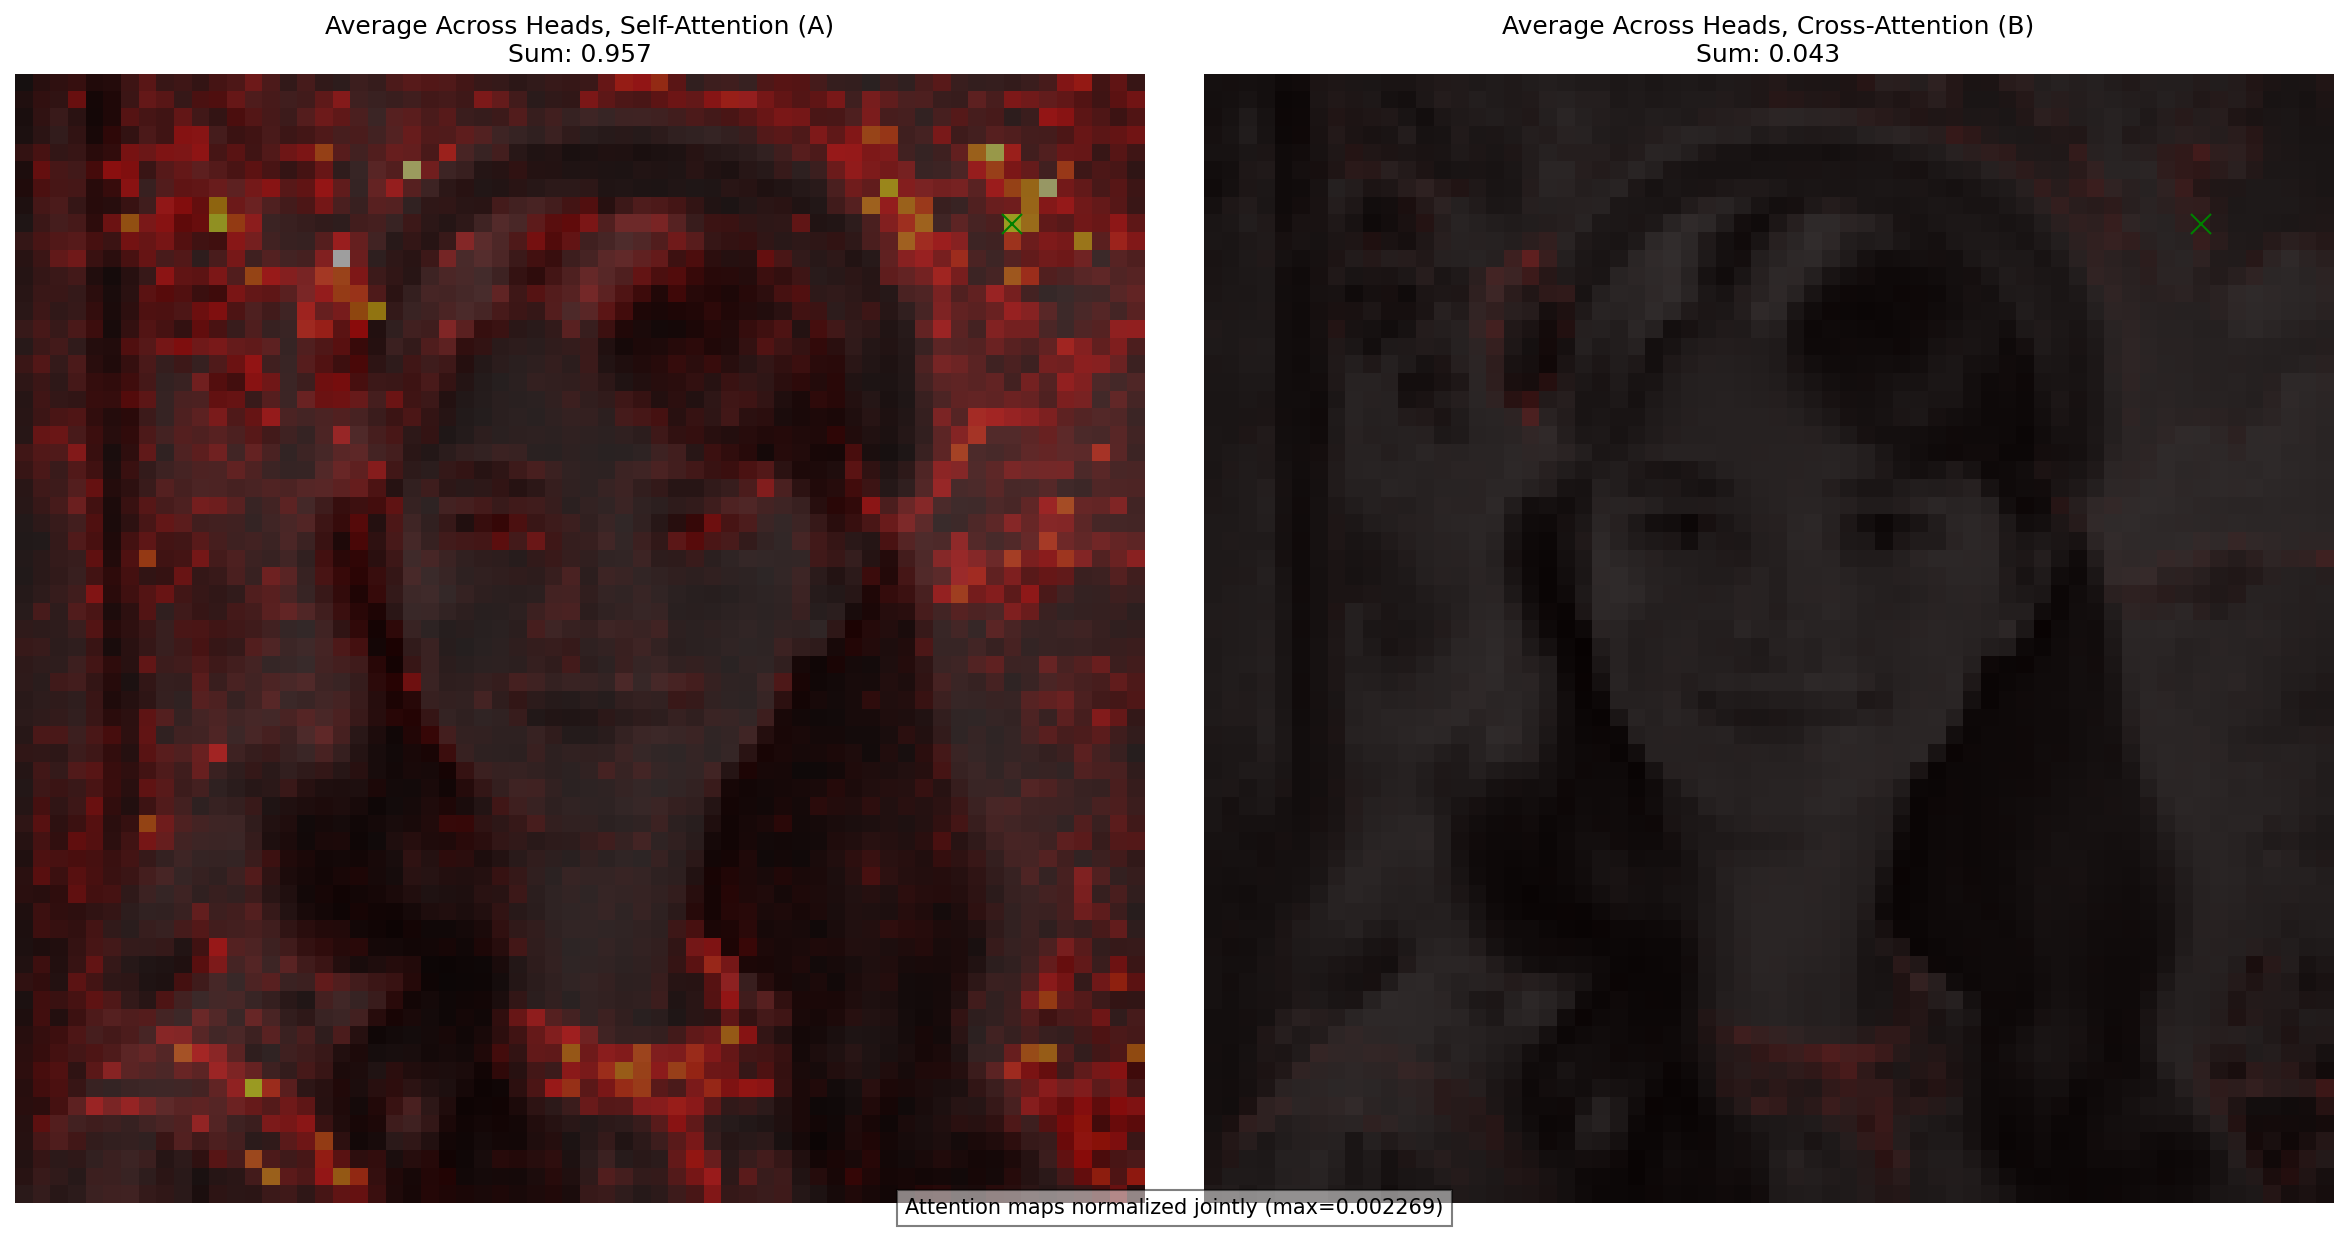 Average Across Heads, Self-Attention (A)
Sum: 0.957
Average Across Heads, Cross-Attention (B)
Sum: 0.043
Attention maps normalized jointly (max=0.002269)